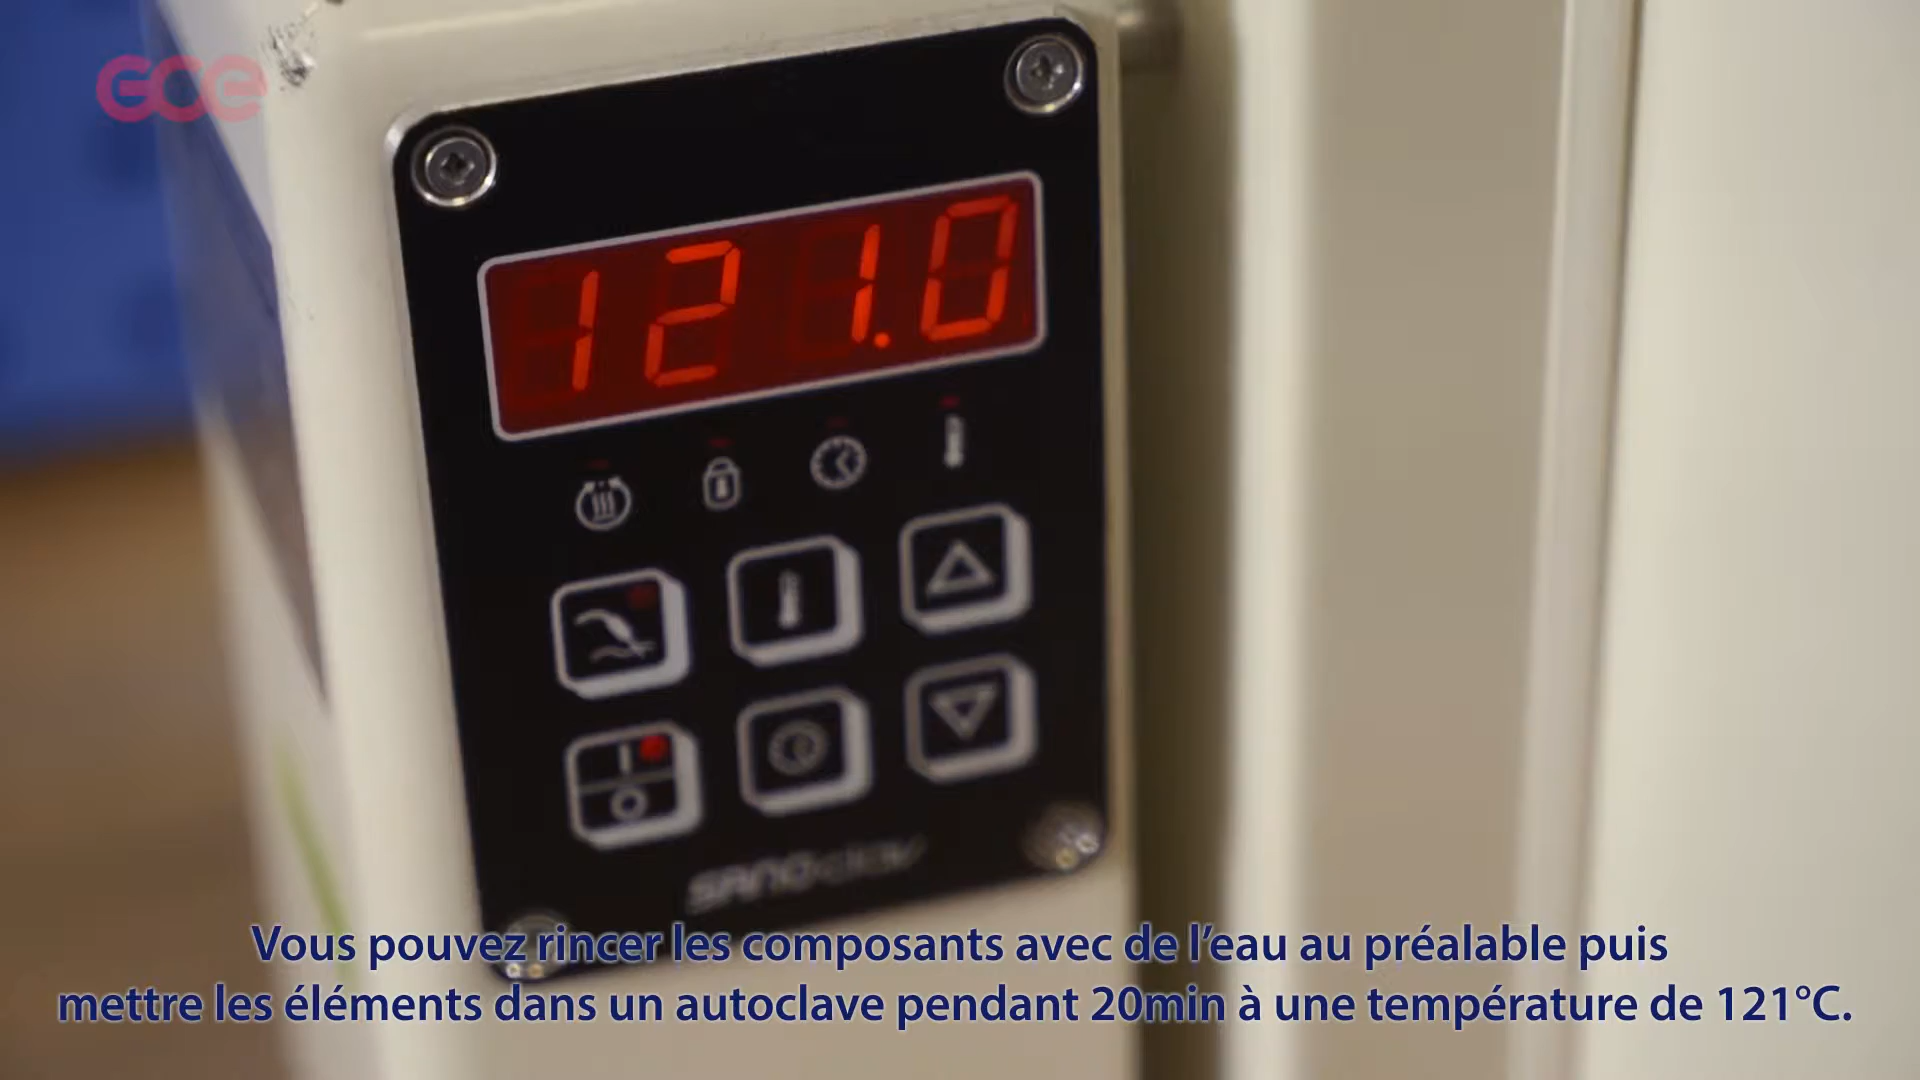 GCE
121.0
SANOclav
Vous pouvez rincer les composants avec de l’eau au préalable puis
mettre les éléments dans un autoclave pendant 20min à une température de 121°C.